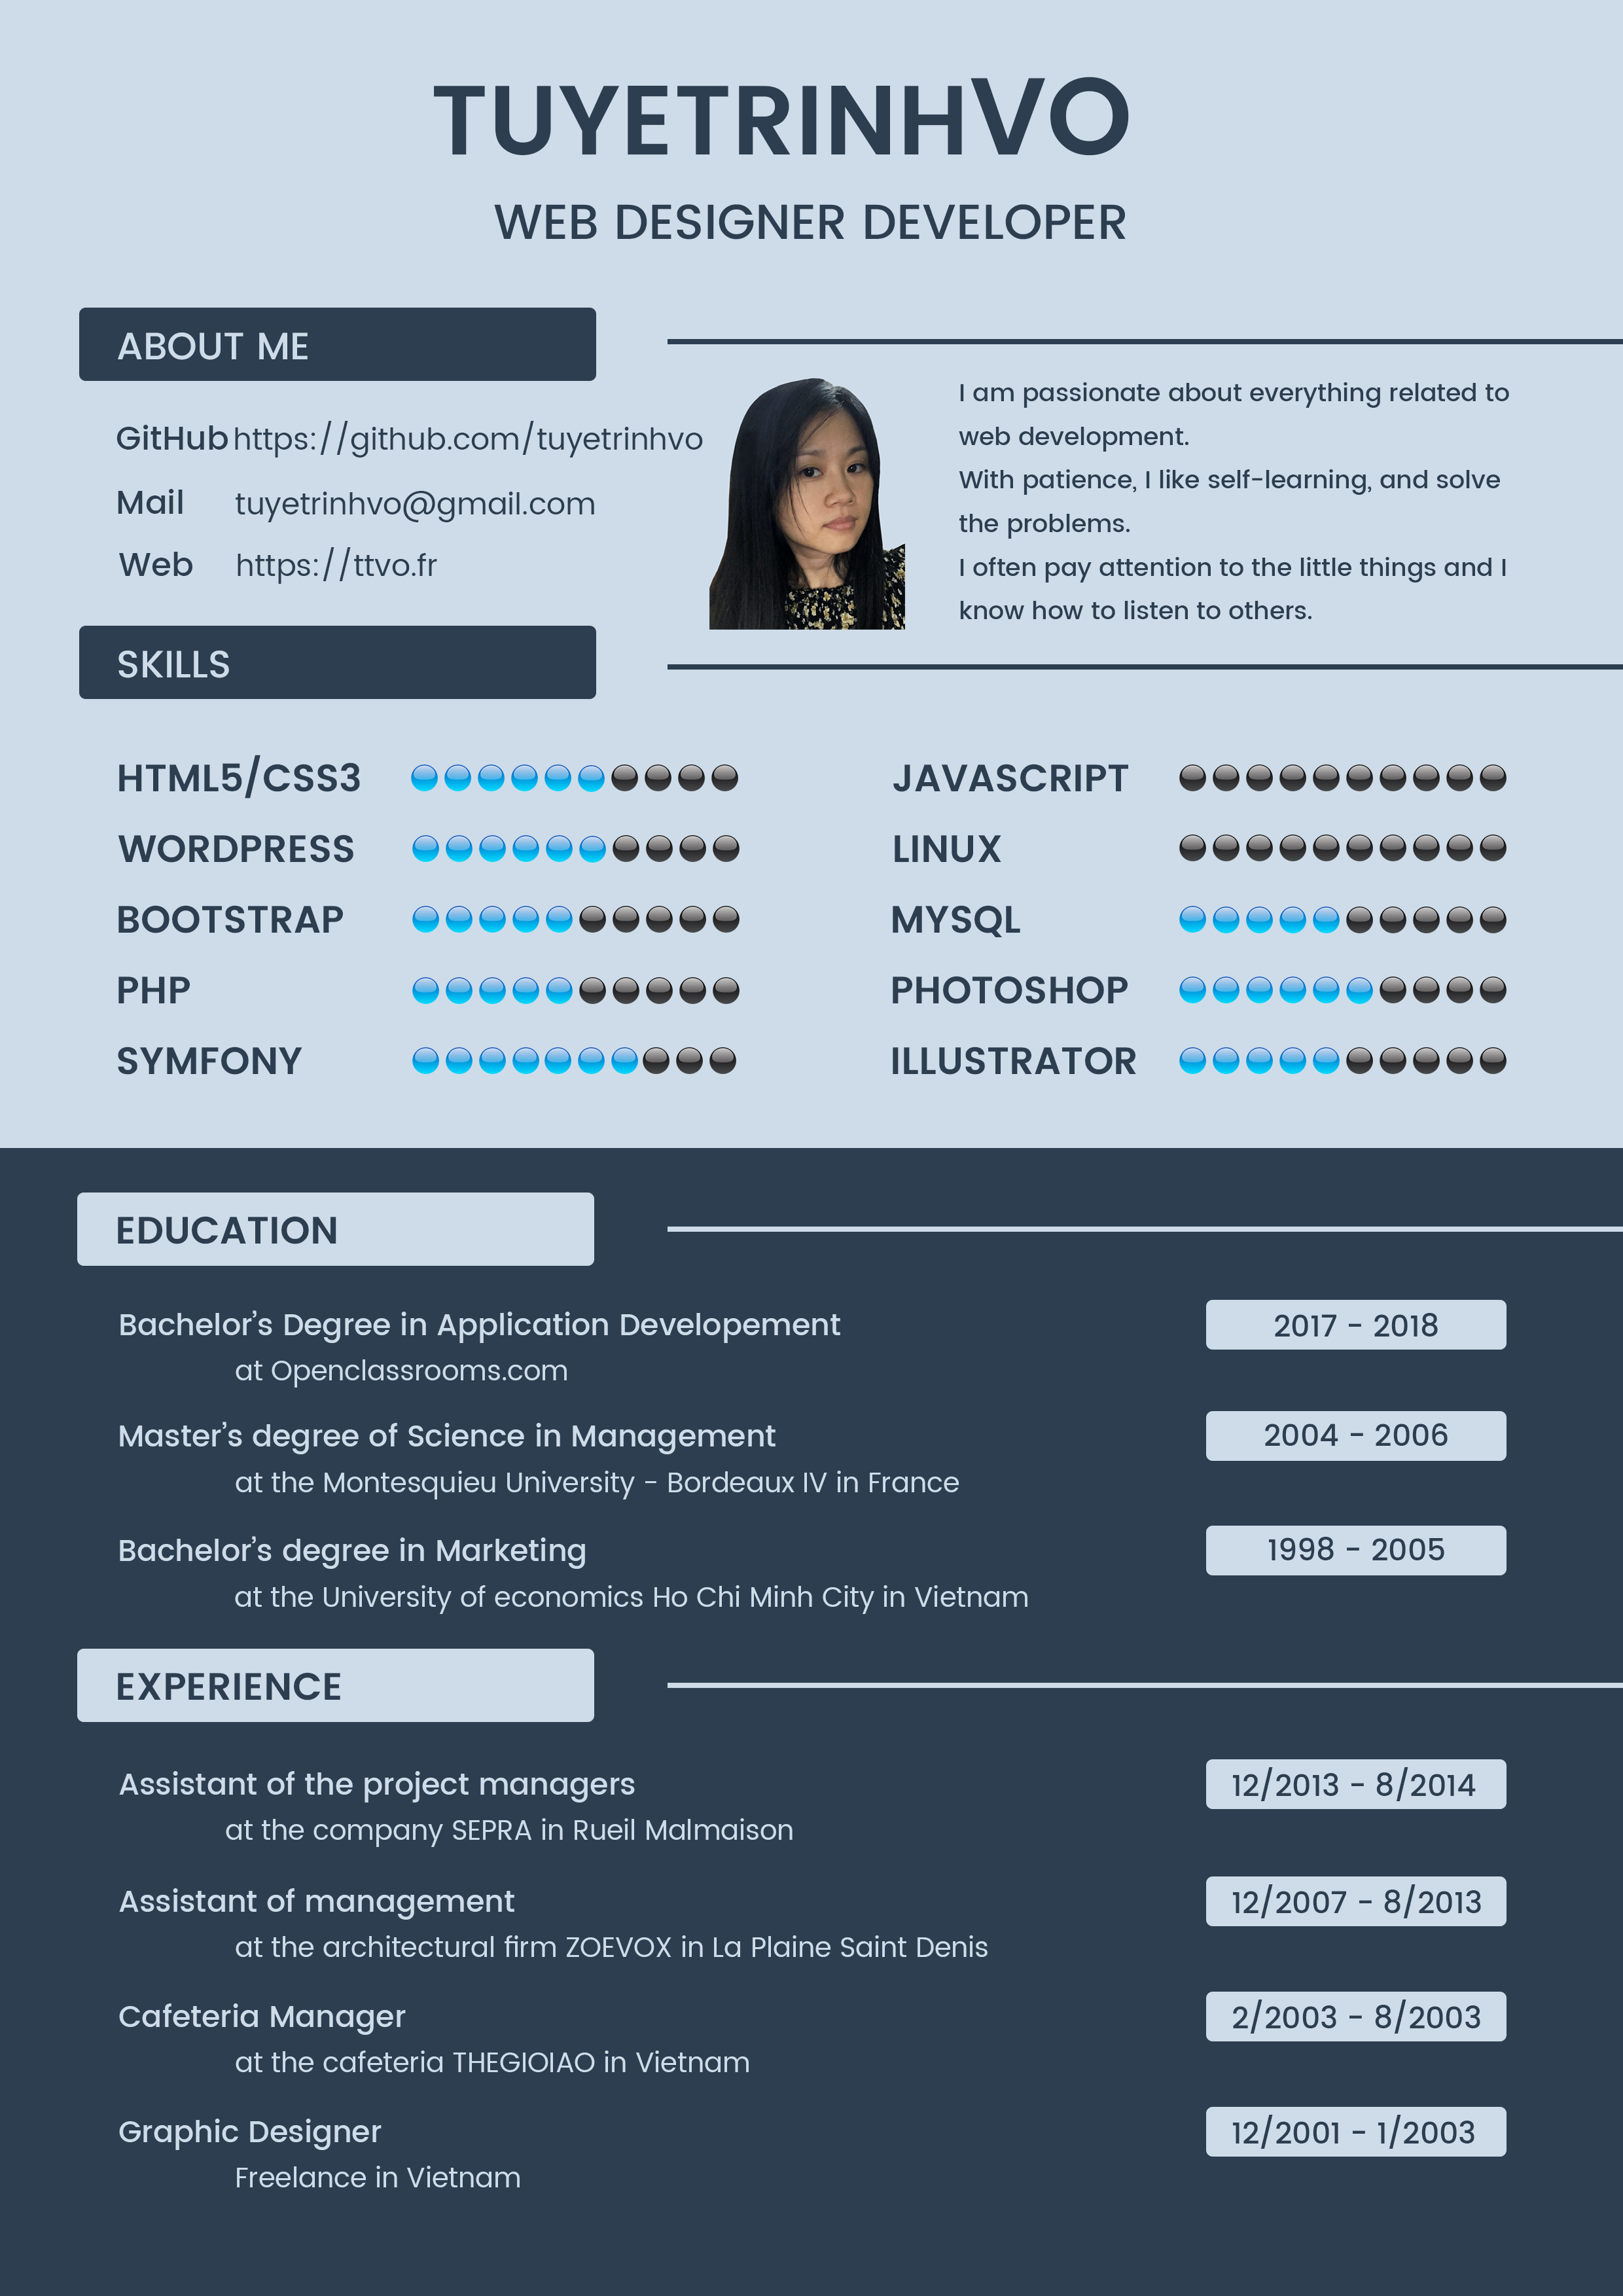 TUYETRINHVO
WEB DESIGNER DEVELOPER
ABOUT ME
GitHub https://github.com/tuyetrinhvo
Mail tuyetrinhvo@gmail.com
Web https://ttvo.fr
I am passionate about everything related to
web development.
With patience, I like self-learning, and solve
the problems.
I often pay attention to the little things and I
know how to listen to others.
SKILLS
HTML5/CSS3
WORDPRESS
BOOTSTRAP
PHP
SYMFONY
JAVASCRIPT
LINUX
MYSQL
PHOTOSHOP
ILLUSTRATOR
EDUCATION
Bachelor's Degree in Application Developement 2017 - 2018
at Openclassrooms.com
Master's degree of Science in Management 2004 - 2006
at the Montesquieu University - Bordeaux IV in France
Bachelor's degree in Marketing 1998 - 2005
at the University of economics Ho Chi Minh City in Vietnam
EXPERIENCE
Assistant of the project managers 12/2013 - 8/2014
at the company SEPRA in Rueil Malmaison
Assistant of management 12/2007 - 8/2013
at the architectural firm ZOEVOX in La Plaine Saint Denis
Cafeteria Manager 2/2003 - 8/2003
at the cafeteria THEGIOIAO in Vietnam
Graphic Designer 12/2001 - 1/2003
Freelance in Vietnam